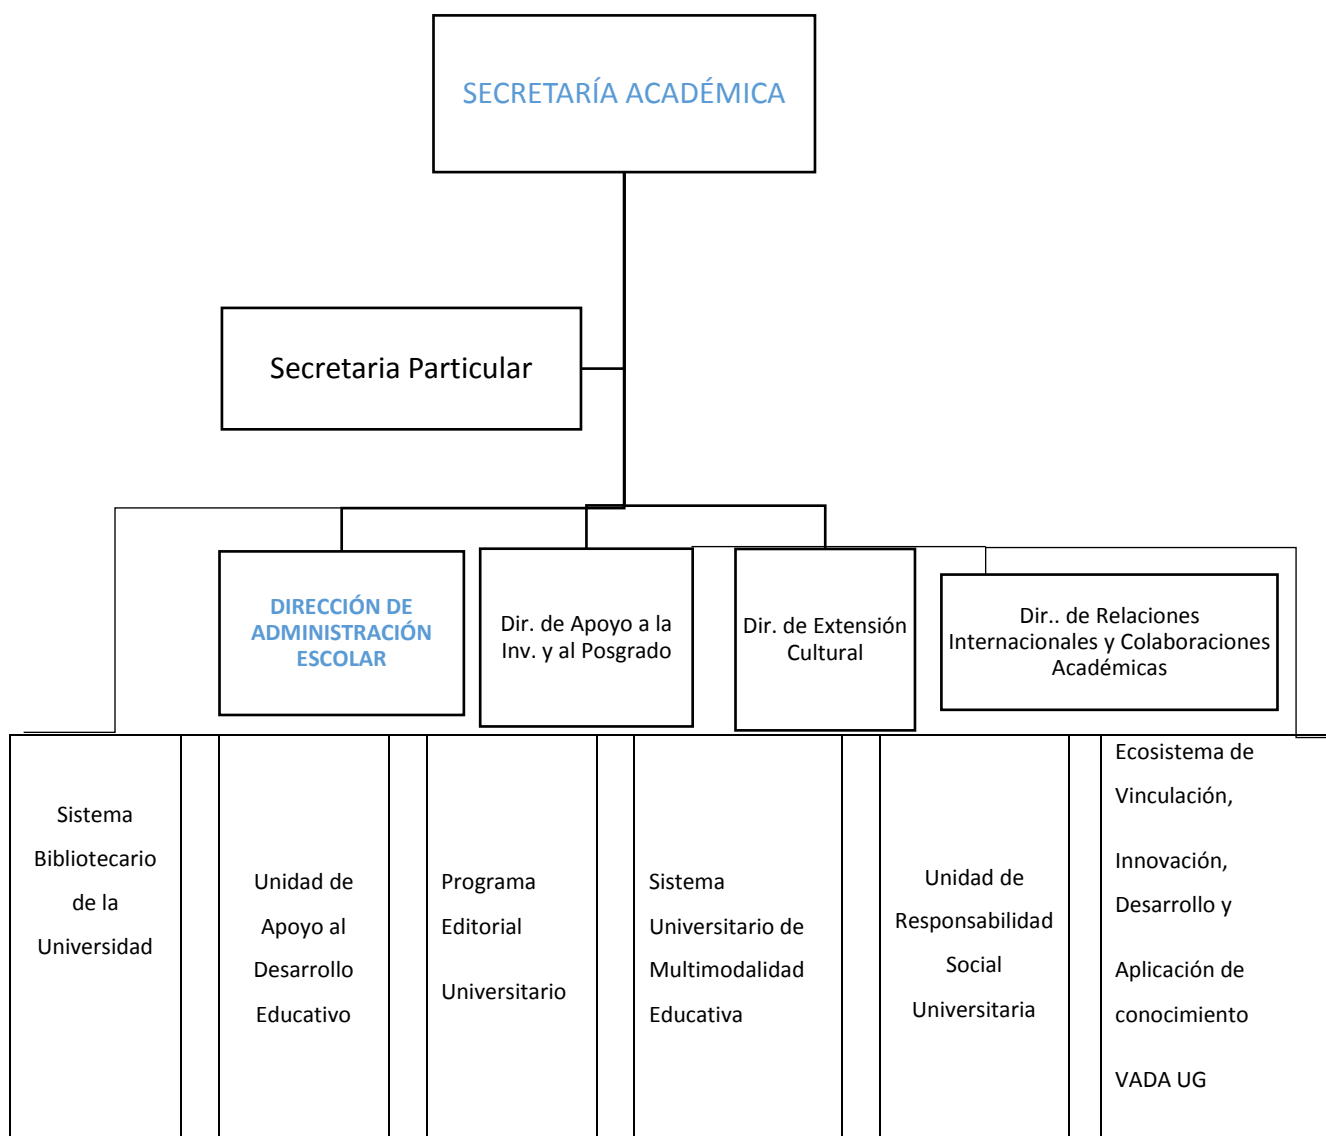 SECRETARÍA ACADÉMICA
Secretaria Particular
DIRECCIÓN DE
ADMINISTRACIÓN
ESCOLAR
Dir. de Apoyo a la
Inv. y al Posgrado
Dir. de Extensión
Cultural
Dir.. de Relaciones
Internacionales y Colaboraciones
Académicas
Sistema
Bibliotecario
de la
Universidad
Unidad de
Apoyo al
Desarrollo
Educativo
Programa
Editorial
Universitario
Sistema
Universitario de
Multimodalidad
Educativa
Unidad de
Responsabilidad
Social
Universitaria
Ecosistema de
Vinculación,
Innovación,
Desarrollo y
Aplicación de
conocimiento
VADA UG